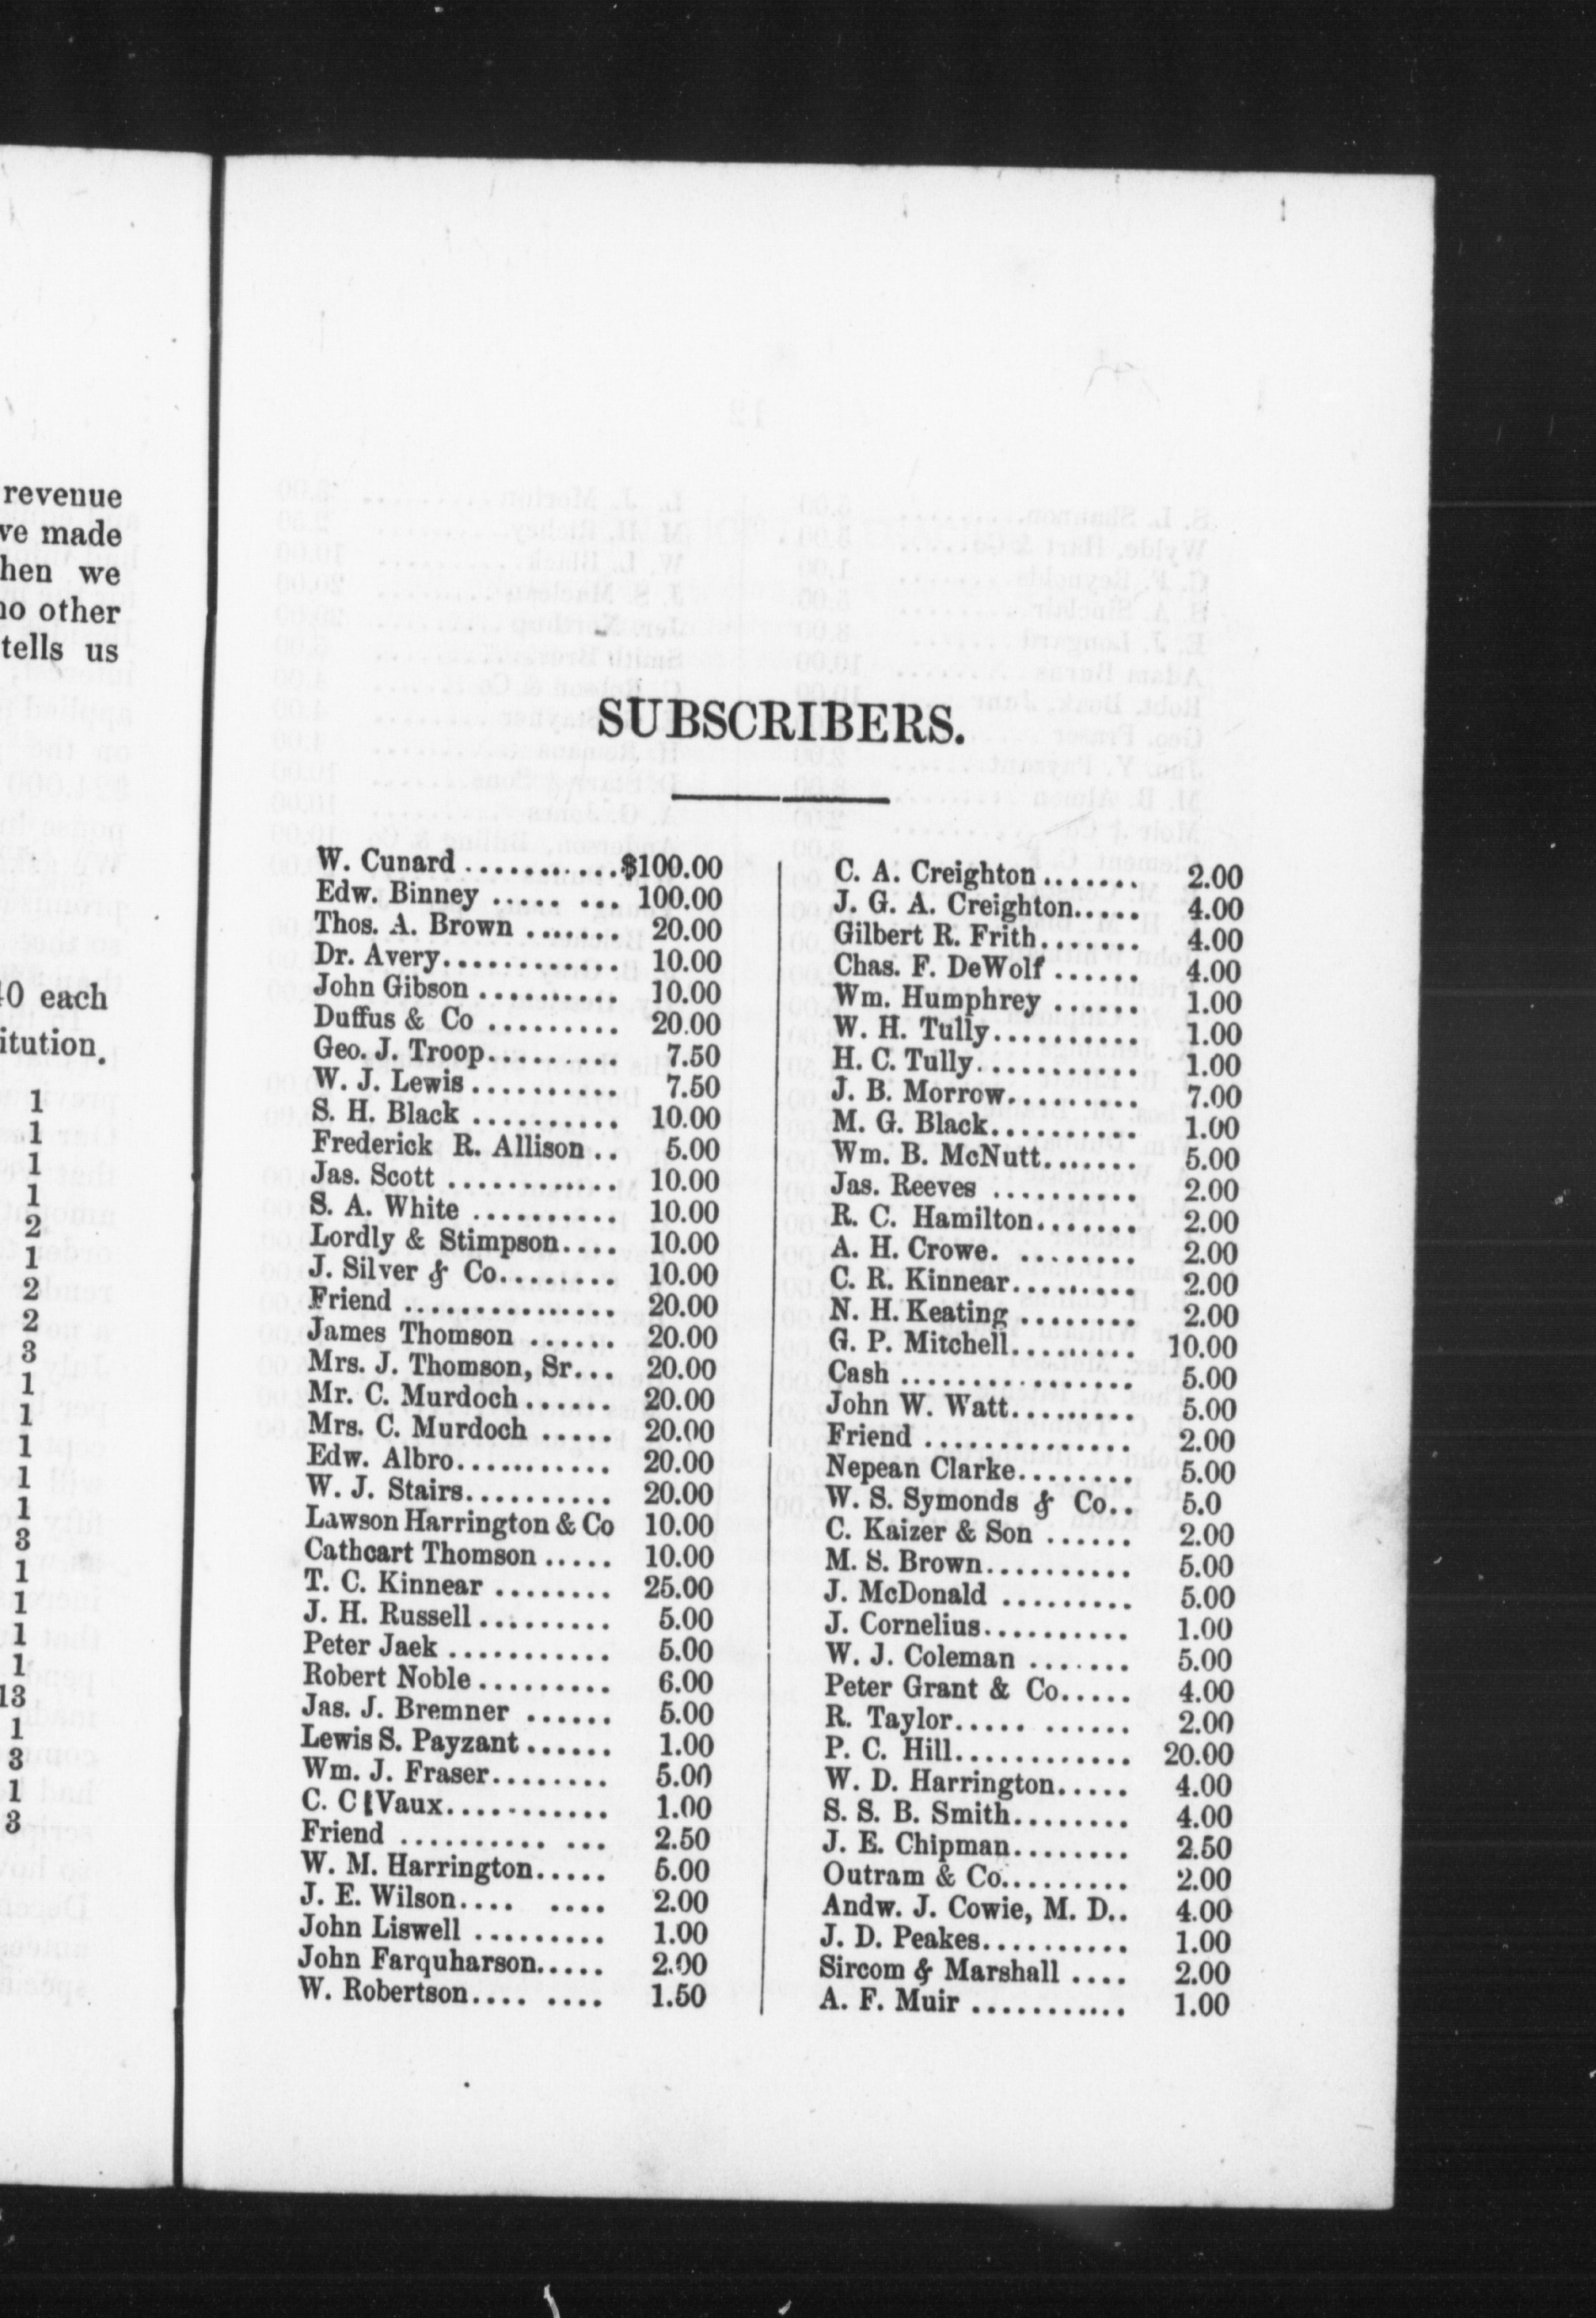 revenue
made
we
other
tells us
each
1
1
1
1
2
1
2
2
3
1
1
1
1
1
3
1
1
1
1
13
1
3
1
3
SUBSCRIBERS.
W. Cunard ............$100.00
Edw. Binney ..... ... 100.00
Thos. A. Brown ....... 20.00
Dr. Avery............ 10.00
John Gibson .......... 10.00
Duffus & Co ......... 20.00
Geo. J. Troop......... 7.50
W. J. Lewis .......... 7.50
S. H. Black .......... 10.00
Frederick R. Allison .. 5.00
Jas. Scott ............ 10.00
S. A. White .......... 10.00
Lordly & Stimpson.... 10.00
J. Silver & Co........ 10.00
Friend ............... 20.00
James Thomson ...... 20.00
Mrs. J. Thomson, Sr... 20.00
Mr. C. Murdoch...... 20.00
Mrs. C. Murdoch ..... 20.00
Edw. Albro........... 20.00
W. J. Stairs.......... 20.00
Lawson Harrington & Co 10.00
Cathcart Thomson ..... 10.00
T. C. Kinnear ........ 25.00
J. H. Russell ......... 5.00
Peter Jaek ........... 5.00
Robert Noble......... 6.00
Jas. J. Bremner ...... 5.00
Lewis S. Payzant ...... 1.00
Wm. J. Fraser........ 5.00
C. C Vaux........... 1.00
Friend .......... ... 2.50
W. M. Harrington..... 5.00
J. E. Wilson.... .... 2.00
John Liswell ......... 1.00
John Farquharson..... 2.00
W. Robertson.... .... 1.50
C. A. Creighton....... 2.00
J. G. A. Creighton..... 4.00
Gilbert R. Frith....... 4.00
Chas. F. DeWolf ...... 4.00
Wm. Humphrey ...... 1.00
W. H. Tully.......... 1.00
H. C. Tully........... 1.00
J. B. Morrow......... 7.00
M. G. Black.......... 1.00
Wm. B. McNutt....... 5.00
Jas. Reeves .......... 2.00
R. C. Hamilton....... 2.00
A. H. Crowe. ........ 2.00
C. R. Kinnear......... 2.00
N. H. Keating ........ 2.00
G. P. Mitchell......... 10.00
Cash ................ 5.00
John W. Watt......... 5.00
Friend ............... 2.00
Nepean Clarke........ 5.00
W. S. Symonds & Co.. 5.0
C. Kaizer & Son ...... 2.00
M. S. Brown.......... 5.00
J. McDonald ......... 5.00
J. Cornelius.......... 1.00
W. J. Coleman ....... 5.00
Peter Grant & Co..... 4.00
R. Taylor..... ...... 2.00
P. C. Hill............ 20.00
W. D. Harrington..... 4.00
S. S. B. Smith........ 4.00
J. E. Chipman........ 2.50
Outram & Co......... 2.00
Andw. J. Cowie, M. D.. 4.00
J. D. Peakes.......... 1.00
Sircom & Marshall .... 2.00
A. F. Muir ........... 1.00